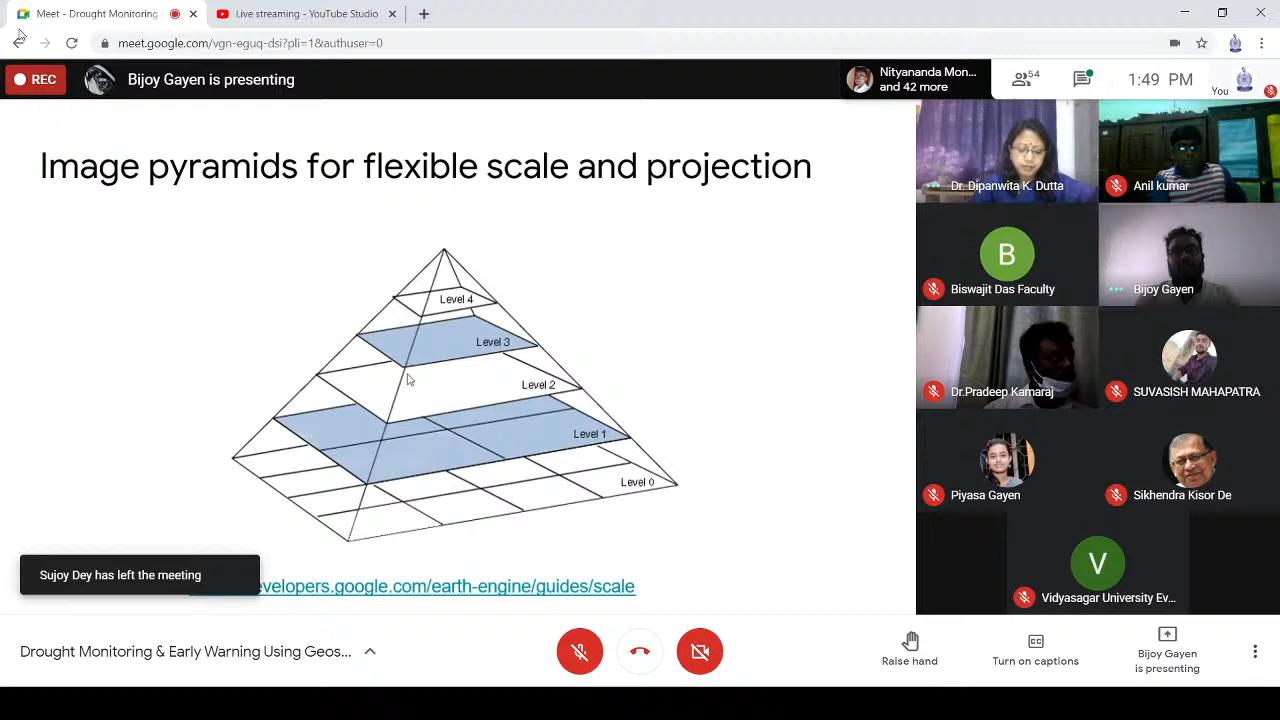 Meet - Drought Monitoring
Live streaming - YouTube Studio
meet.google.com/vgn-eguq-dsi?pli=1&authuser=0
REC
Bijoy Gayen is presenting
Nityananda Mon...
and 42 more
54
1:49 PM
You
Image pyramids for flexible scale and projection
Level 4
Level 3
Level 2
Level 1
Level 0
evelopers.google.com/earth-engine/guides/scale
Sujoy Dey has left the meeting
Dr. Dipanwita K. Dutta
Anil kumar
B
Biswajit Das Faculty
Bijoy Gayen
Dr.Pradeep Kamaraj
SUVASISH MAHAPATRA
Piyasa Gayen
Sikhendra Kisor De
V
Vidyasagar University Ev...
Drought Monitoring & Early Warning Using Geos...
Raise hand
CC
Turn on captions
Bijoy Gayen
is presenting